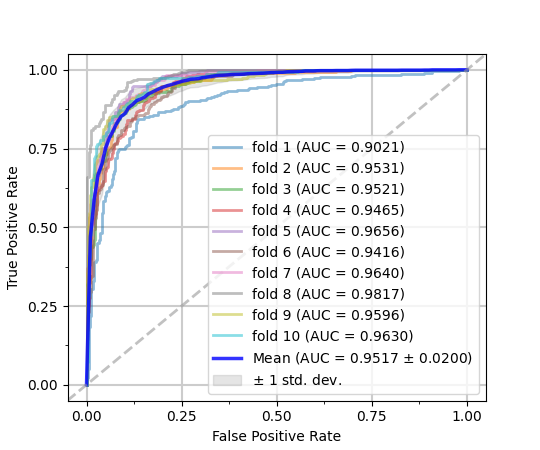 1.00
0.75
0.50
0.25
0.00
True Positive Rate
fold 1 (AUC = 0.9021)
fold 2 (AUC = 0.9531)
fold 3 (AUC = 0.9521)
fold 4 (AUC = 0.9465)
fold 5 (AUC = 0.9656)
fold 6 (AUC = 0.9416)
fold 7 (AUC = 0.9640)
fold 8 (AUC = 0.9817)
fold 9 (AUC = 0.9596)
fold 10 (AUC = 0.9630)
Mean (AUC = 0.9517 ± 0.0200)
± 1 std. dev.
0.00 0.25 0.50 0.75 1.00
False Positive Rate